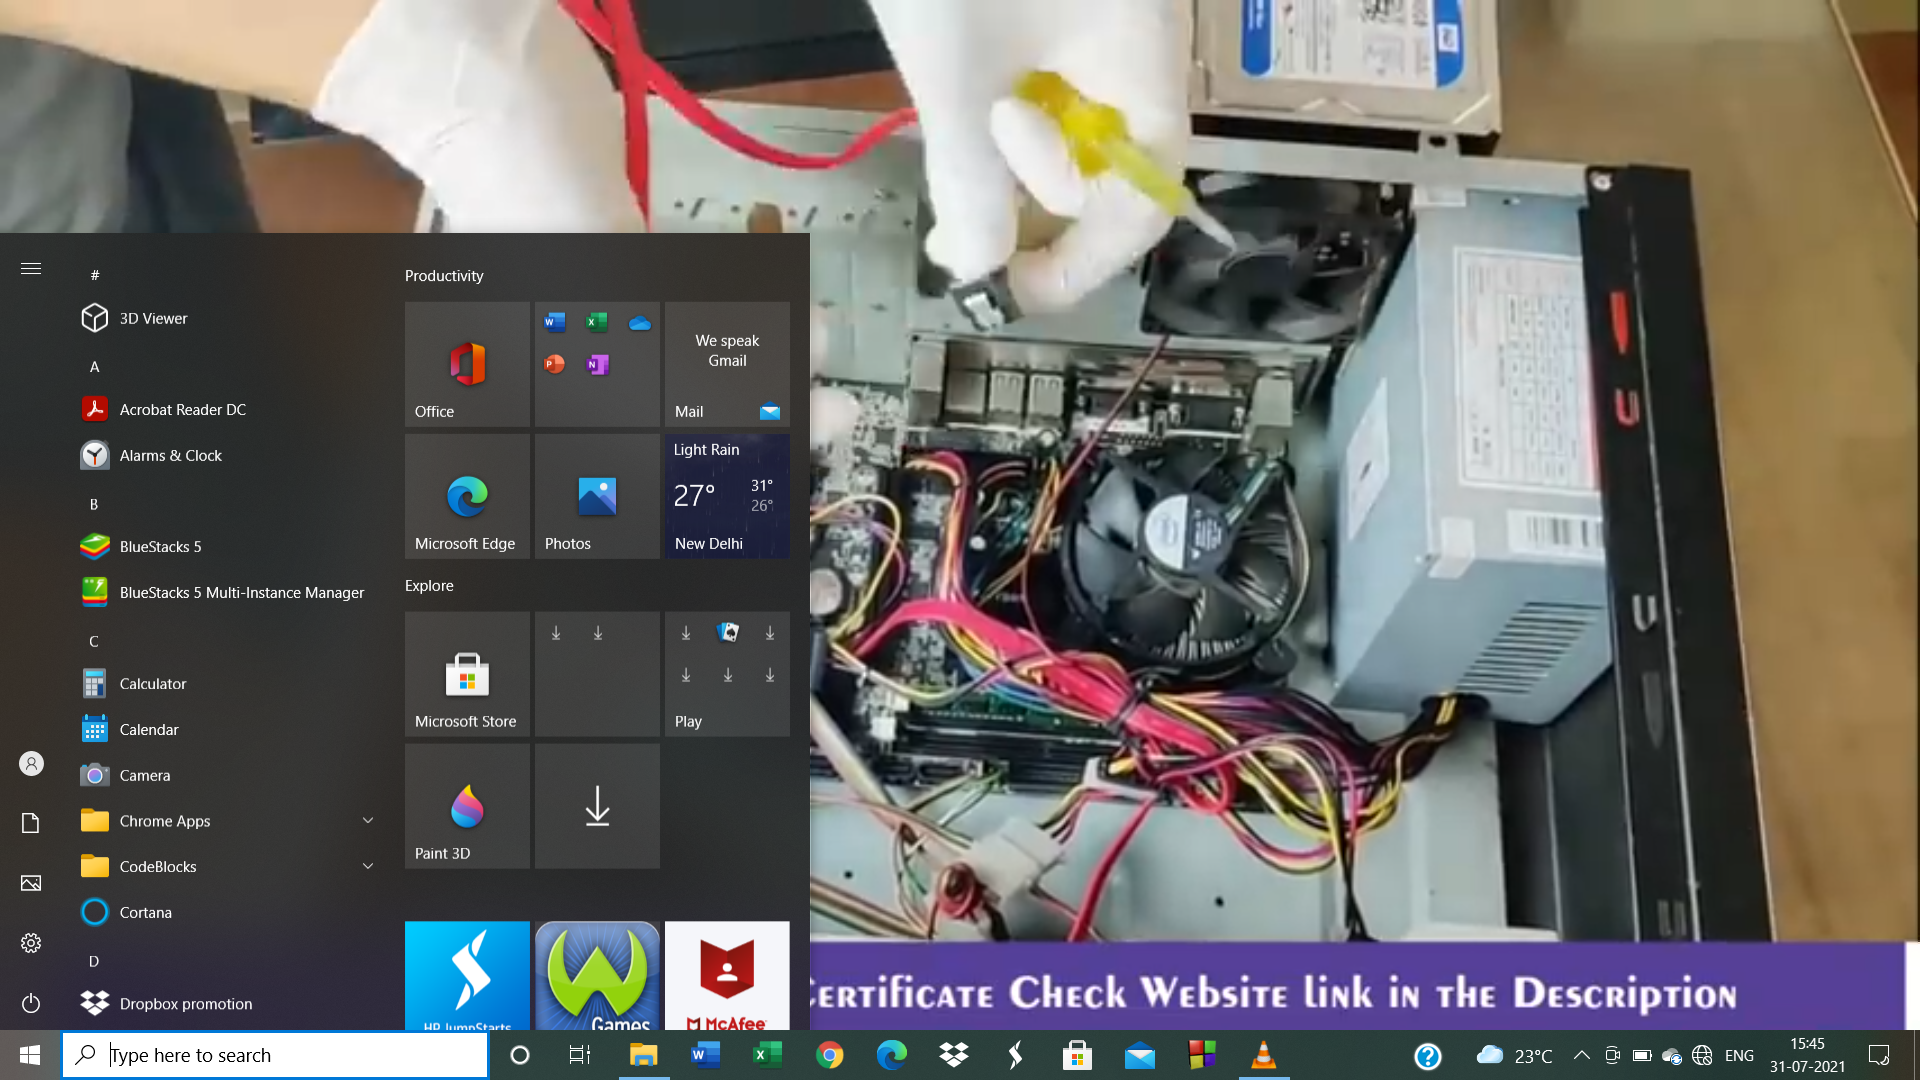 #
3D Viewer
A
Acrobat Reader DC
Alarms & Clock
B
BlueStacks 5
BlueStacks 5 Multi-Instance Manager
C
Calculator
Calendar
Camera
Chrome Apps
CodeBlocks
Cortana
D
Dropbox promotion
Productivity
Office
We speak
Gmail
Mail
Microsoft Edge
Photos
Light Rain
27°
31°
26°
New Delhi
Explore
Microsoft Store
Play
Paint 3D
HP JumpStarts
Games
McAfee
Certificate Check Website link in the Description
Type here to search
23°C
ENG
15:45
31-07-2021